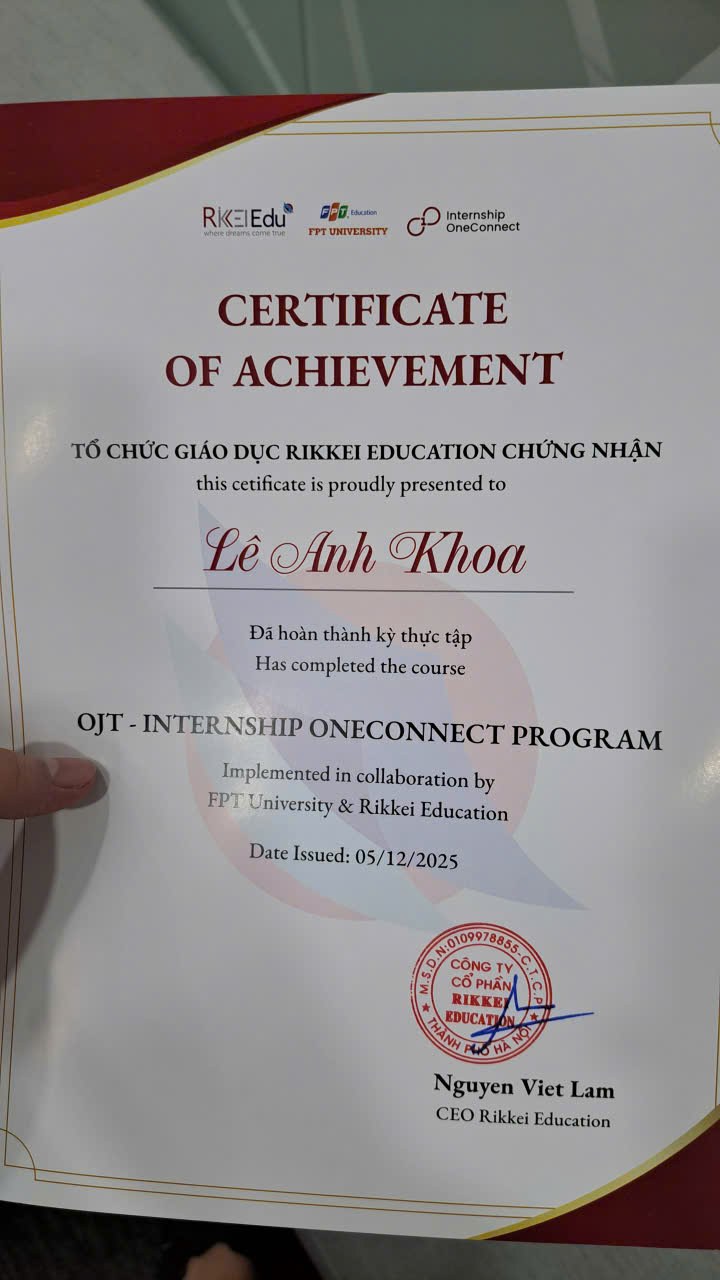 RIKKEI Edu
where dreams come true
FPT Education
FPT UNIVERSITY
Internship
OneConnect
CERTIFICATE
OF ACHIEVEMENT
TỔ CHỨC GIÁO DỤC RIKKEI EDUCATION CHỨNG NHẬN
this cetificate is proudly presented to
Lê Anh Khoa
Đã hoàn thành kỳ thực tập
Has completed the course
OJT - INTERNSHIP ONECONNECT PROGRAM
Implemented in collaboration by
FPT University & Rikkei Education
Date Issued: 05/12/2025
M.S.D.N:0109978855-C.T.C.P
CÔNG TY
CỔ PHẦN
RIKKEI
EDUCATION
THÀNH PHỐ HÀ NỘI
Nguyen Viet Lam
CEO Rikkei Education